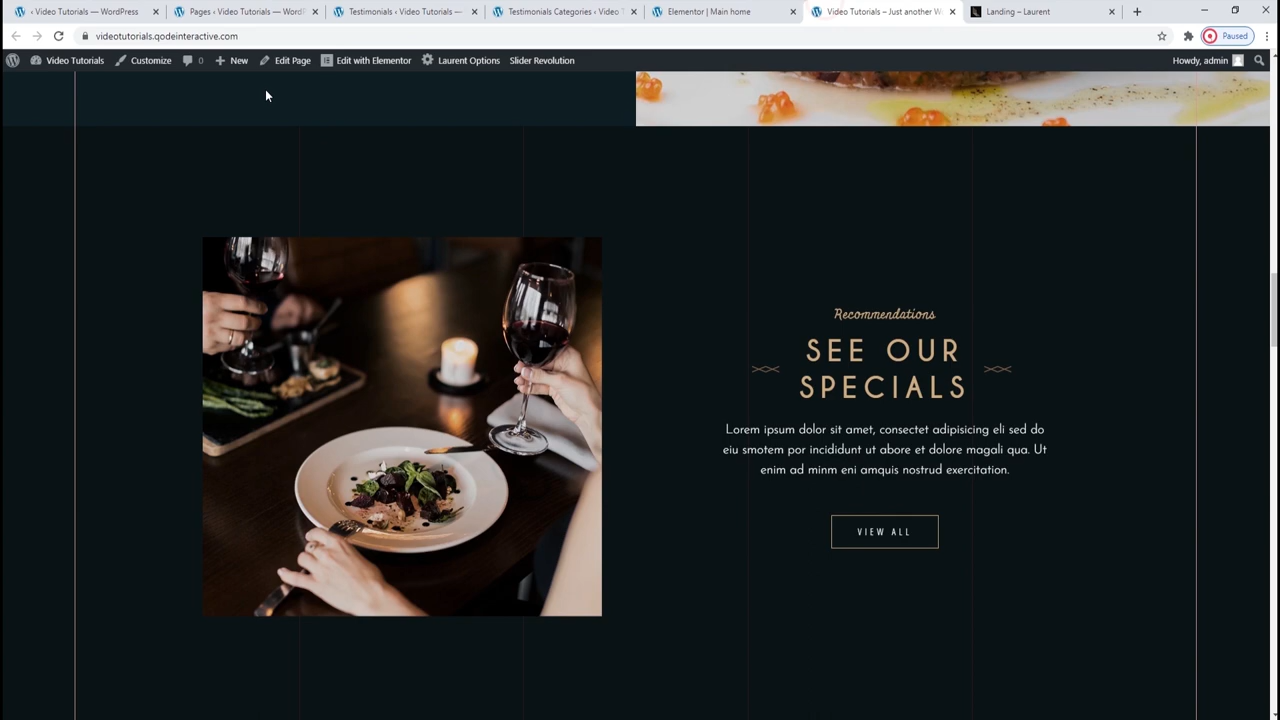 ‹ Video Tutorials — WordPress
Pages ‹ Video Tutorials — WordP
Testimonials ‹ Video Tutorials —
Testimonials Categories ‹ Video T
Elementor | Main home
Video Tutorials – Just another W
Landing – Laurent
videotutorials.qodeinteractive.com
Paused
Video Tutorials
Customize
0
New
Edit Page
Edit with Elementor
Laurent Options
Slider Revolution
Howdy, admin
Recommendations
SEE OUR
SPECIALS
Lorem ipsum dolor sit amet, consectet adipisicing eli sed do
eiu smotem por incididunt ut abore et dolore magali qua. Ut
enim ad minm eni amquis nostrud exercitation.
VIEW ALL